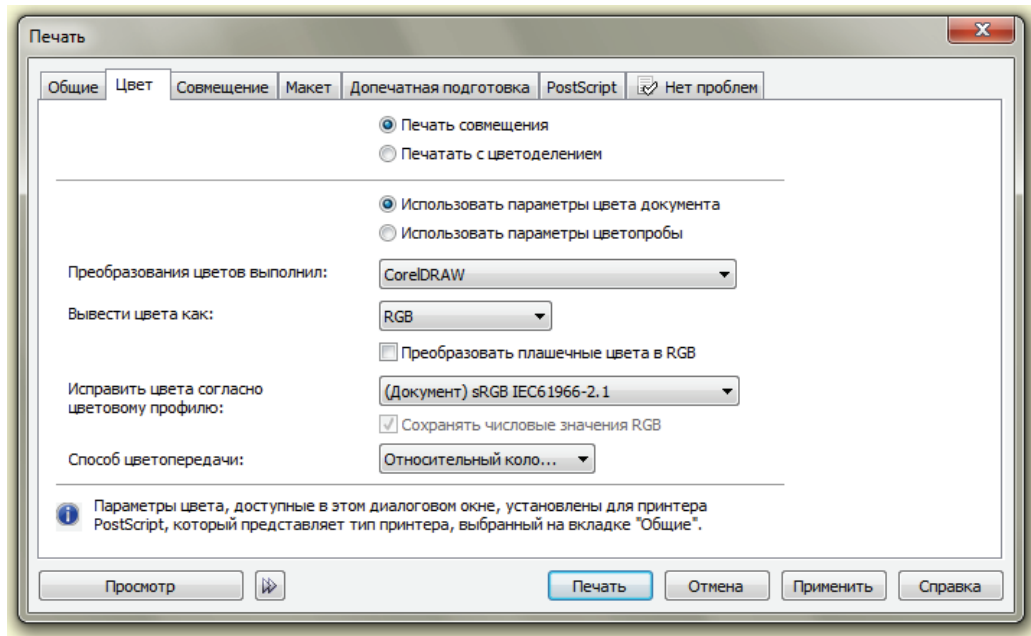 Печать
Общие Цвет Совмещение Макет Допечатная подготовка PostScript Нет проблем
Печать совмещения
Печатать с цветоделением
Использовать параметры цвета документа
Использовать параметры цветопробы
Преобразования цветов выполнил: CorelDRAW
Вывести цвета как: RGB
Преобразовать плашечные цвета в RGB
Исправить цвета согласно
цветовому профилю: (Документ) sRGB IEC61966-2.1
Сохранять числовые значения RGB
Способ цветопередачи: Относительный коло...
Параметры цвета, доступные в этом диалоговом окне, установлены для принтера
PostScript, который представляет тип принтера, выбранный на вкладке "Общие".
Просмотр Печать Отмена Применить Справка